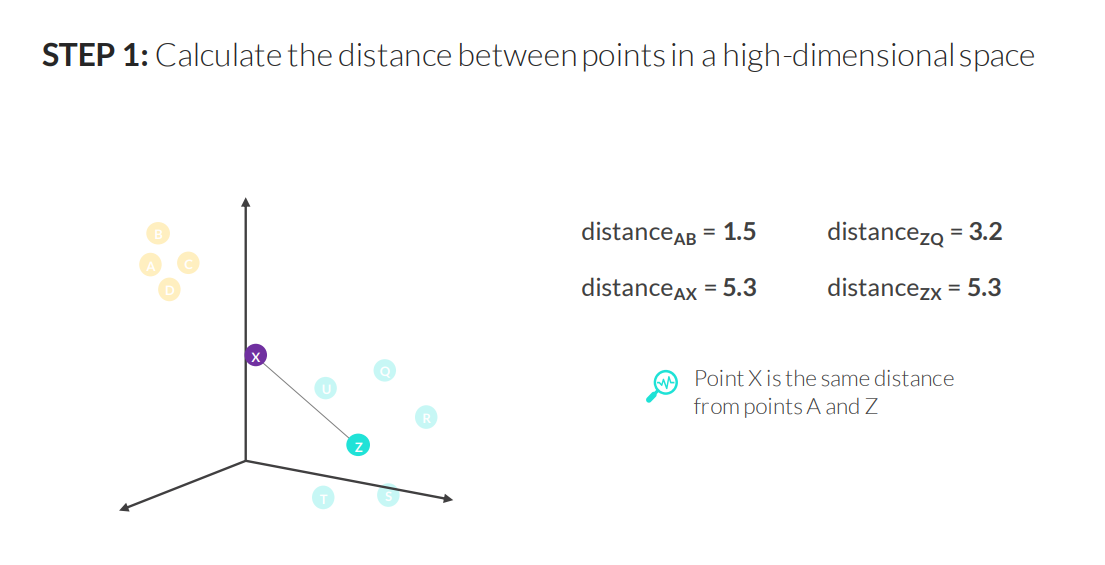 STEP 1: Calculate the distance between points in a high-dimensional space
B
A
C
D
X
U
Q
R
Z
T
S
distanceAB = 1.5
distanceZQ = 3.2
distanceAX = 5.3
distanceZX = 5.3
Point X is the same distance
from points A and Z